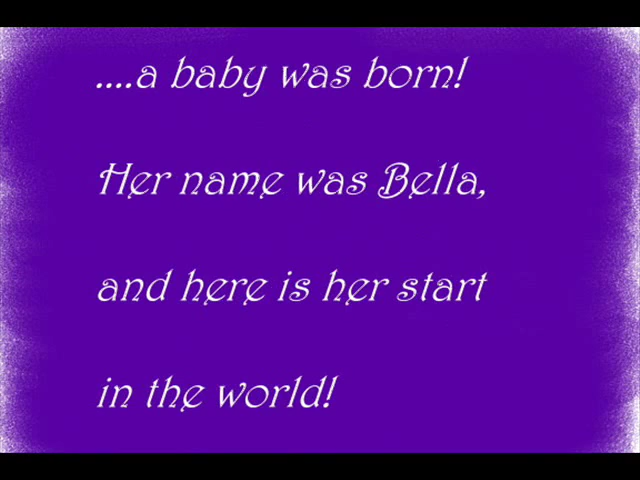 ....a baby was born!
Her name was Bella,
and here is her start
in the world!